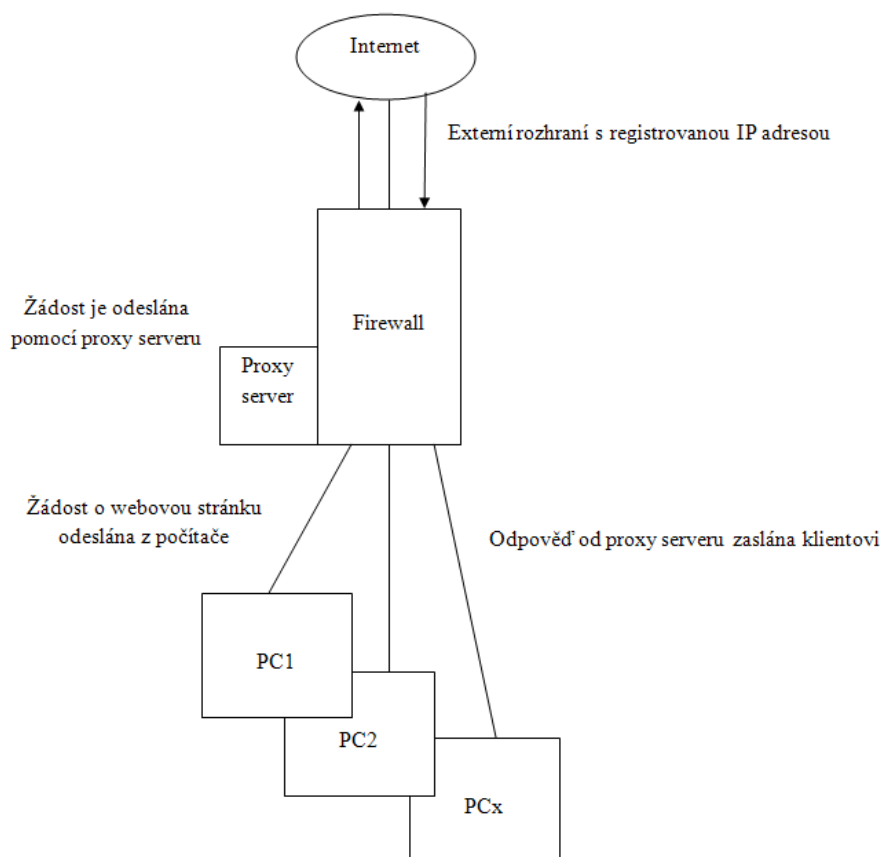 Internet
Externí rozhraní s registrovanou IP adresou
Žádost je odeslána
pomocí proxy serveru
Firewall
Proxy
server
Žádost o webovou stránku
odeslána z počítače
Odpověď od proxy serveru zaslána klientovi
PC1
PC2
PCx